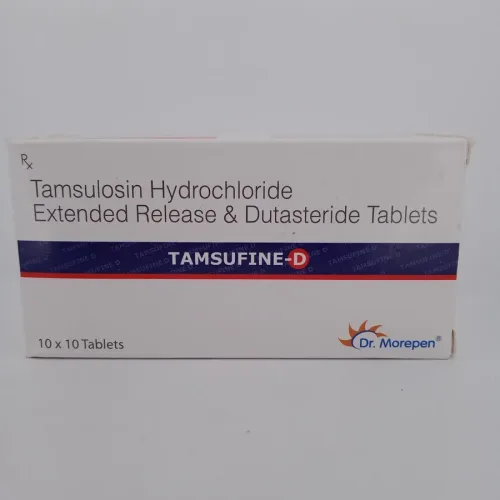 Rx
Tamsulosin Hydrochloride
Extended Release & Dutasteride Tablets
TAMSUFINE-D
10 x 10 Tablets
Dr. Morepen®